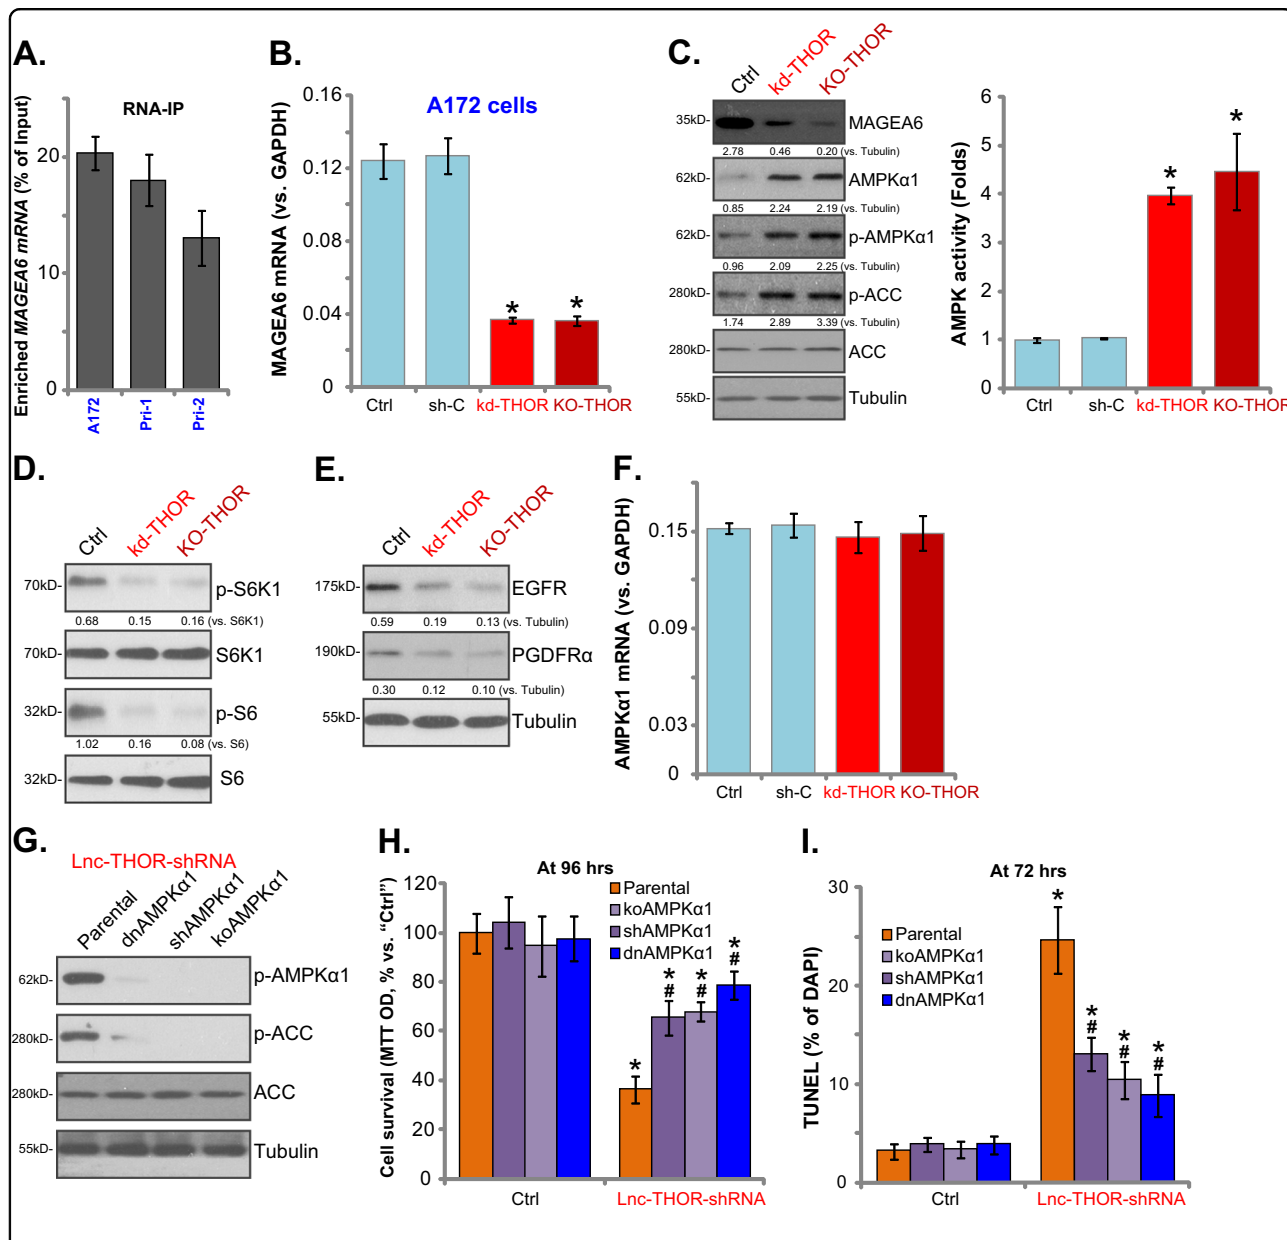 A.
RNA-IP
Enriched MAGEA6 mRNA (% of Input)
20
10
0
A172
Pri-1
Pri-2
B.
A172 cells
MAGEA6 mRNA (vs. GAPDH)
0.16
0.12
0.08
0.04
0
*
*
Ctrl
sh-C
kd-THOR
KO-THOR
C.
Ctrl
kd-THOR
KO-THOR
35kD-
MAGEA6
2.78 0.46 0.20 (vs. Tubulin)
62kD-
AMPKα1
0.85 2.24 2.19 (vs. Tubulin)
62kD-
p-AMPKα1
0.96 2.09 2.25 (vs. Tubulin)
280kD-
p-ACC
1.74 2.89 3.39 (vs. Tubulin)
280kD-
ACC
55kD-
Tubulin
AMPK activity (Folds)
6
5
4
3
2
1
0
*
*
Ctrl
sh-C
kd-THOR
KO-THOR
D.
Ctrl
kd-THOR
KO-THOR
70kD-
p-S6K1
0.68 0.15 0.16 (vs. S6K1)
70kD-
S6K1
32kD-
p-S6
1.02 0.16 0.08 (vs. S6)
32kD-
S6
E.
Ctrl
kd-THOR
KO-THOR
175kD-
EGFR
0.59 0.19 0.13 (vs. Tubulin)
190kD-
PGDFRα
0.30 0.12 0.10 (vs. Tubulin)
55kD-
Tubulin
F.
AMPKα1 mRNA (vs. GAPDH)
0.15
0.09
0.03
0
Ctrl
sh-C
kd-THOR
KO-THOR
G.
Lnc-THOR-shRNA
Parental
dnAMPKα1
shAMPKα1
koAMPKα1
62kD-
p-AMPKα1
280kD-
p-ACC
280kD-
ACC
55kD-
Tubulin
H.
At 96 hrs
Cell survival (MTT OD, % vs. “Ctrl”)
120
100
80
60
40
20
0
Parental
koAMPKα1
shAMPKα1
dnAMPKα1
*
*
#
*
#
*
#
Ctrl
Lnc-THOR-shRNA
I.
At 72 hrs
TUNEL (% of DAPI)
30
20
10
0
Parental
koAMPKα1
shAMPKα1
dnAMPKα1
*
*
#
*
#
*
#
Ctrl
Lnc-THOR-shRNA